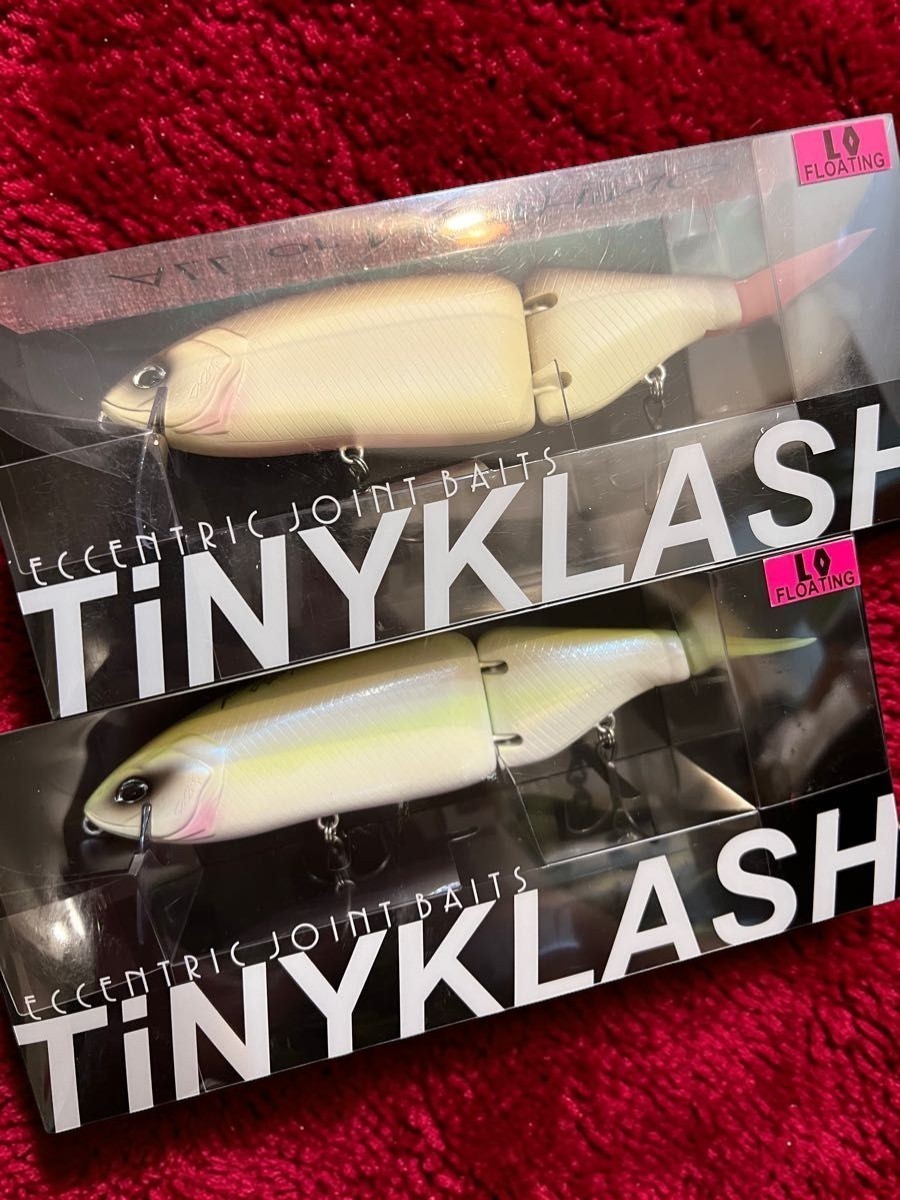 LO
FLOATING
ECCENTRIC JOINT BAITS
TiNYKLASH
LO
FLOATING
ECCENTRIC JOINT BAITS
TiNYKLASH